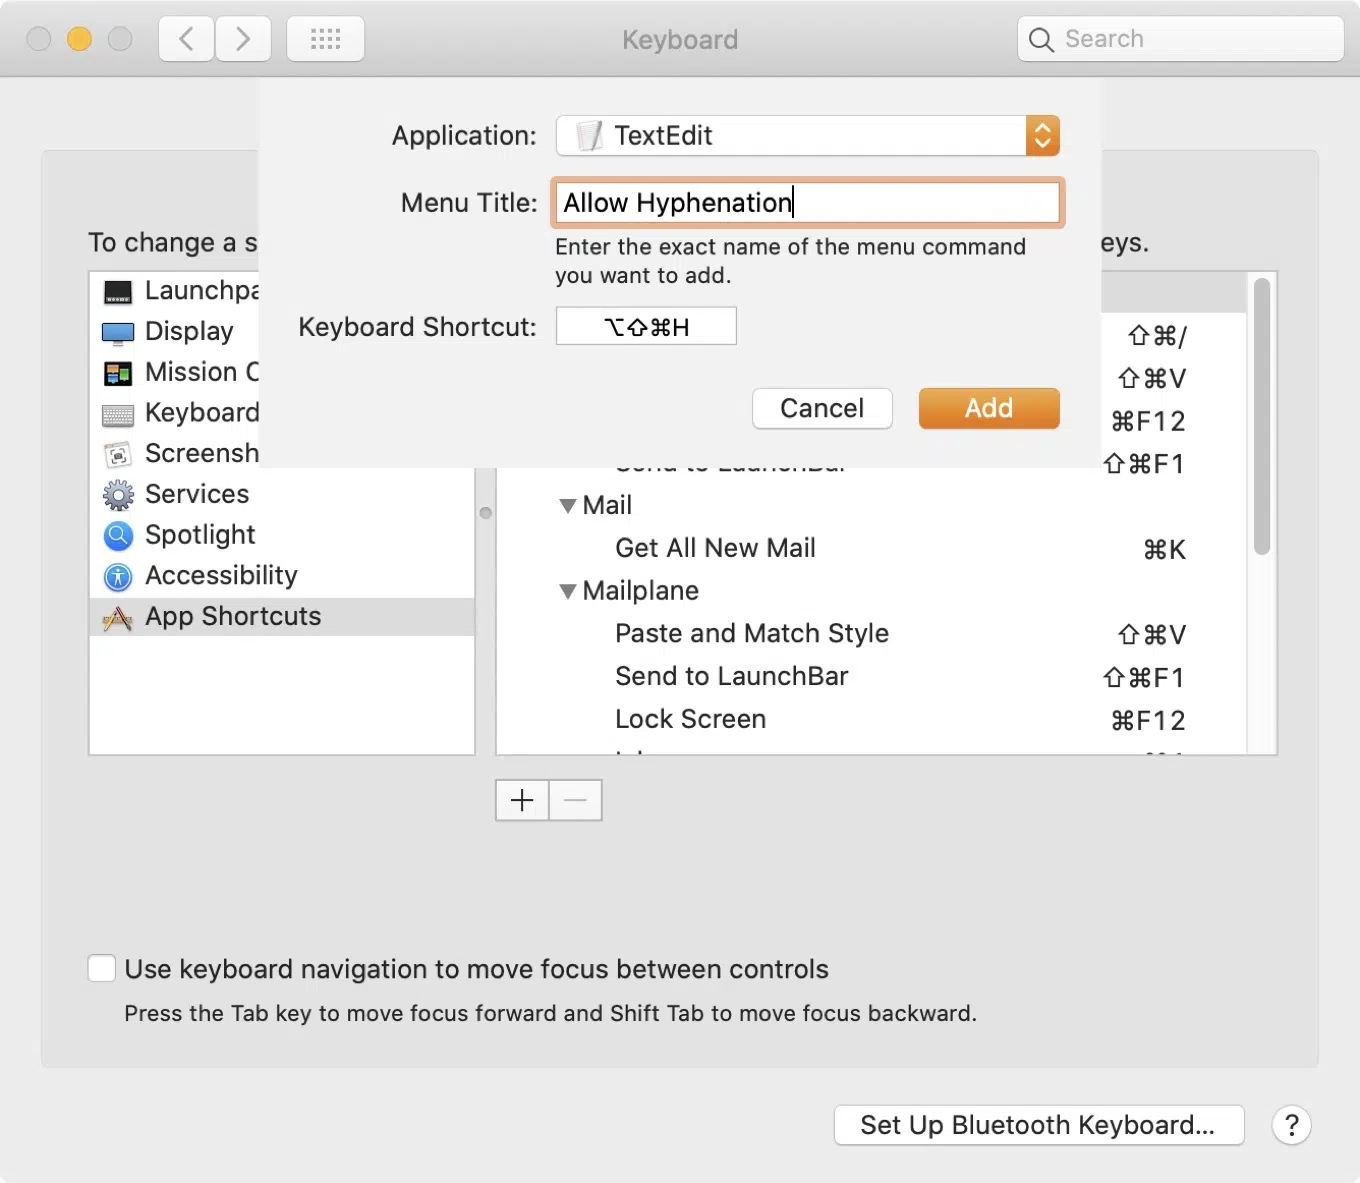 Keyboard
Search
Application:
TextEdit
Menu Title:
Allow Hyphenation
Enter the exact name of the menu command
you want to add.
Keyboard Shortcut:
⌥⇧⌘H
Cancel
Add
To change a s
eys.
Launchpa
Display
Mission C
Keyboard
Screensh
Services
Spotlight
Accessibility
App Shortcuts
⇧⌘/
⇧⌘V
⌘F12
Send to LaunchBar ⇧⌘F1
▼ Mail
Get All New Mail ⌘K
▼ Mailplane
Paste and Match Style ⇧⌘V
Send to LaunchBar ⇧⌘F1
Lock Screen ⌘F12
+ −
Use keyboard navigation to move focus between controls
Press the Tab key to move focus forward and Shift Tab to move focus backward.
Set Up Bluetooth Keyboard...
?